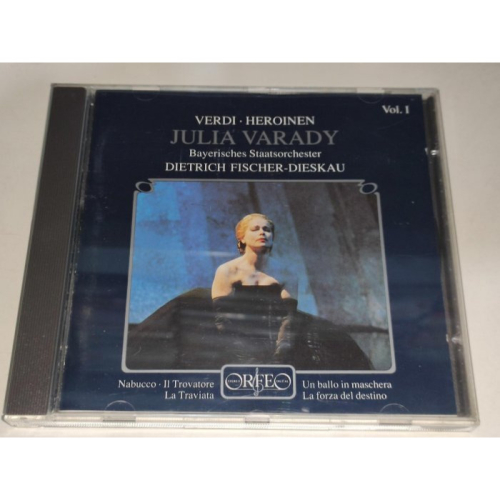 Vol. I
VERDI · HEROINEN
JULIA VARADY
Bayerisches Staatsorchester
DIETRICH FISCHER-DIESKAU
Nabucco · Il Trovatore
La Traviata
ORFEO
Un ballo in maschera
La forza del destino